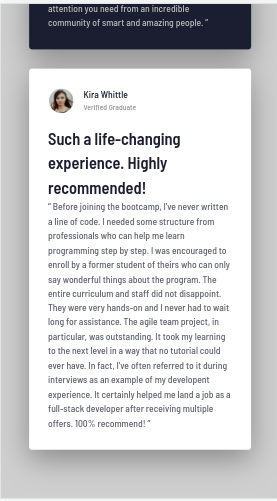 attention you need from an incredible
community of smart and amazing people. ”
Kira Whittle
Verified Graduate
Such a life-changing
experience. Highly
recommended!
“ Before joining the bootcamp, I've never written
a line of code. I needed some structure from
professionals who can help me learn
programming step by step. I was encouraged to
enroll by a former student of theirs who can only
say wonderful things about the program. The
entire curriculum and staff did not disappoint.
They were very hands-on and I never had to wait
long for assistance. The agile team project, in
particular, was outstanding. It took my learning
to the next level in a way that no tutorial could
ever have. In fact, I've often referred to it during
interviews as an example of my developent
experience. It certainly helped me land a job as a
full-stack developer after receiving multiple
offers. 100% recommend! ”